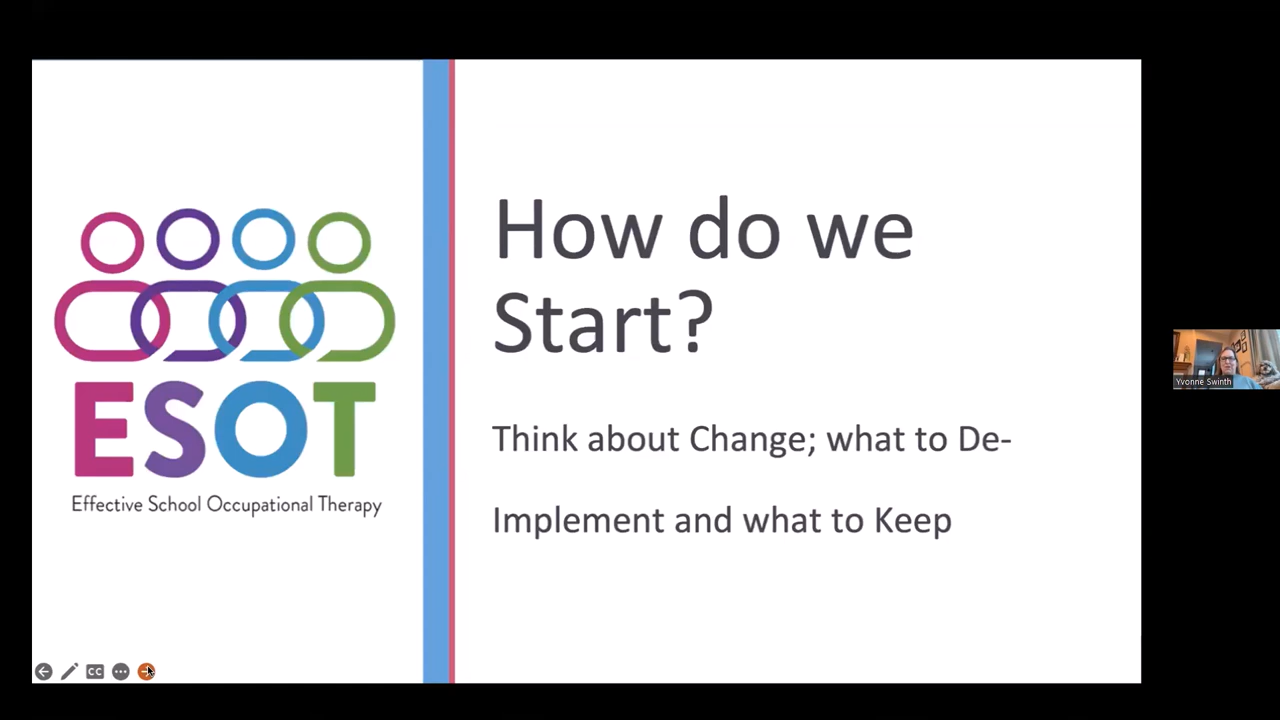 ESOT
Effective School Occupational Therapy
How do we
Start?
Think about Change; what to De-
Implement and what to Keep
CC
Yvonne Swinth